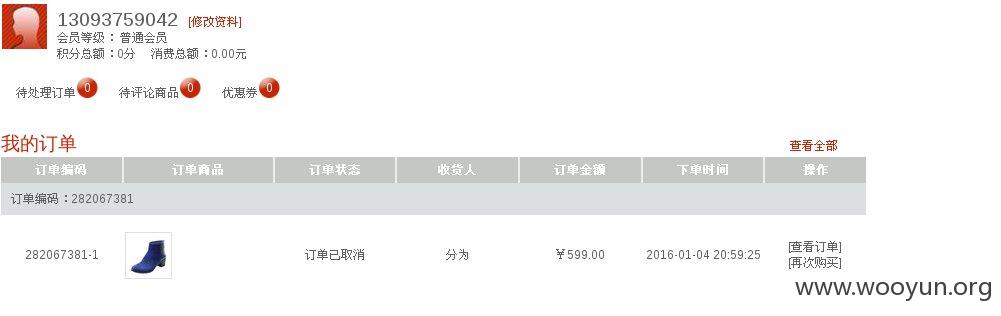 13093759042 [修改资料]
会员等级：普通会员
积分总额：0分 消费总额：0.00元
待处理订单 0 待评论商品 0 优惠券 0
我的订单 查看全部
订单编码 订单商品 订单状态 收货人 订单金额 下单时间 操作
订单编码：282067381
282067381-1 订单已取消 分为 ￥599.00 2016-01-04 20:59:25 [查看订单]
[再次购买]
www.wooyun.org